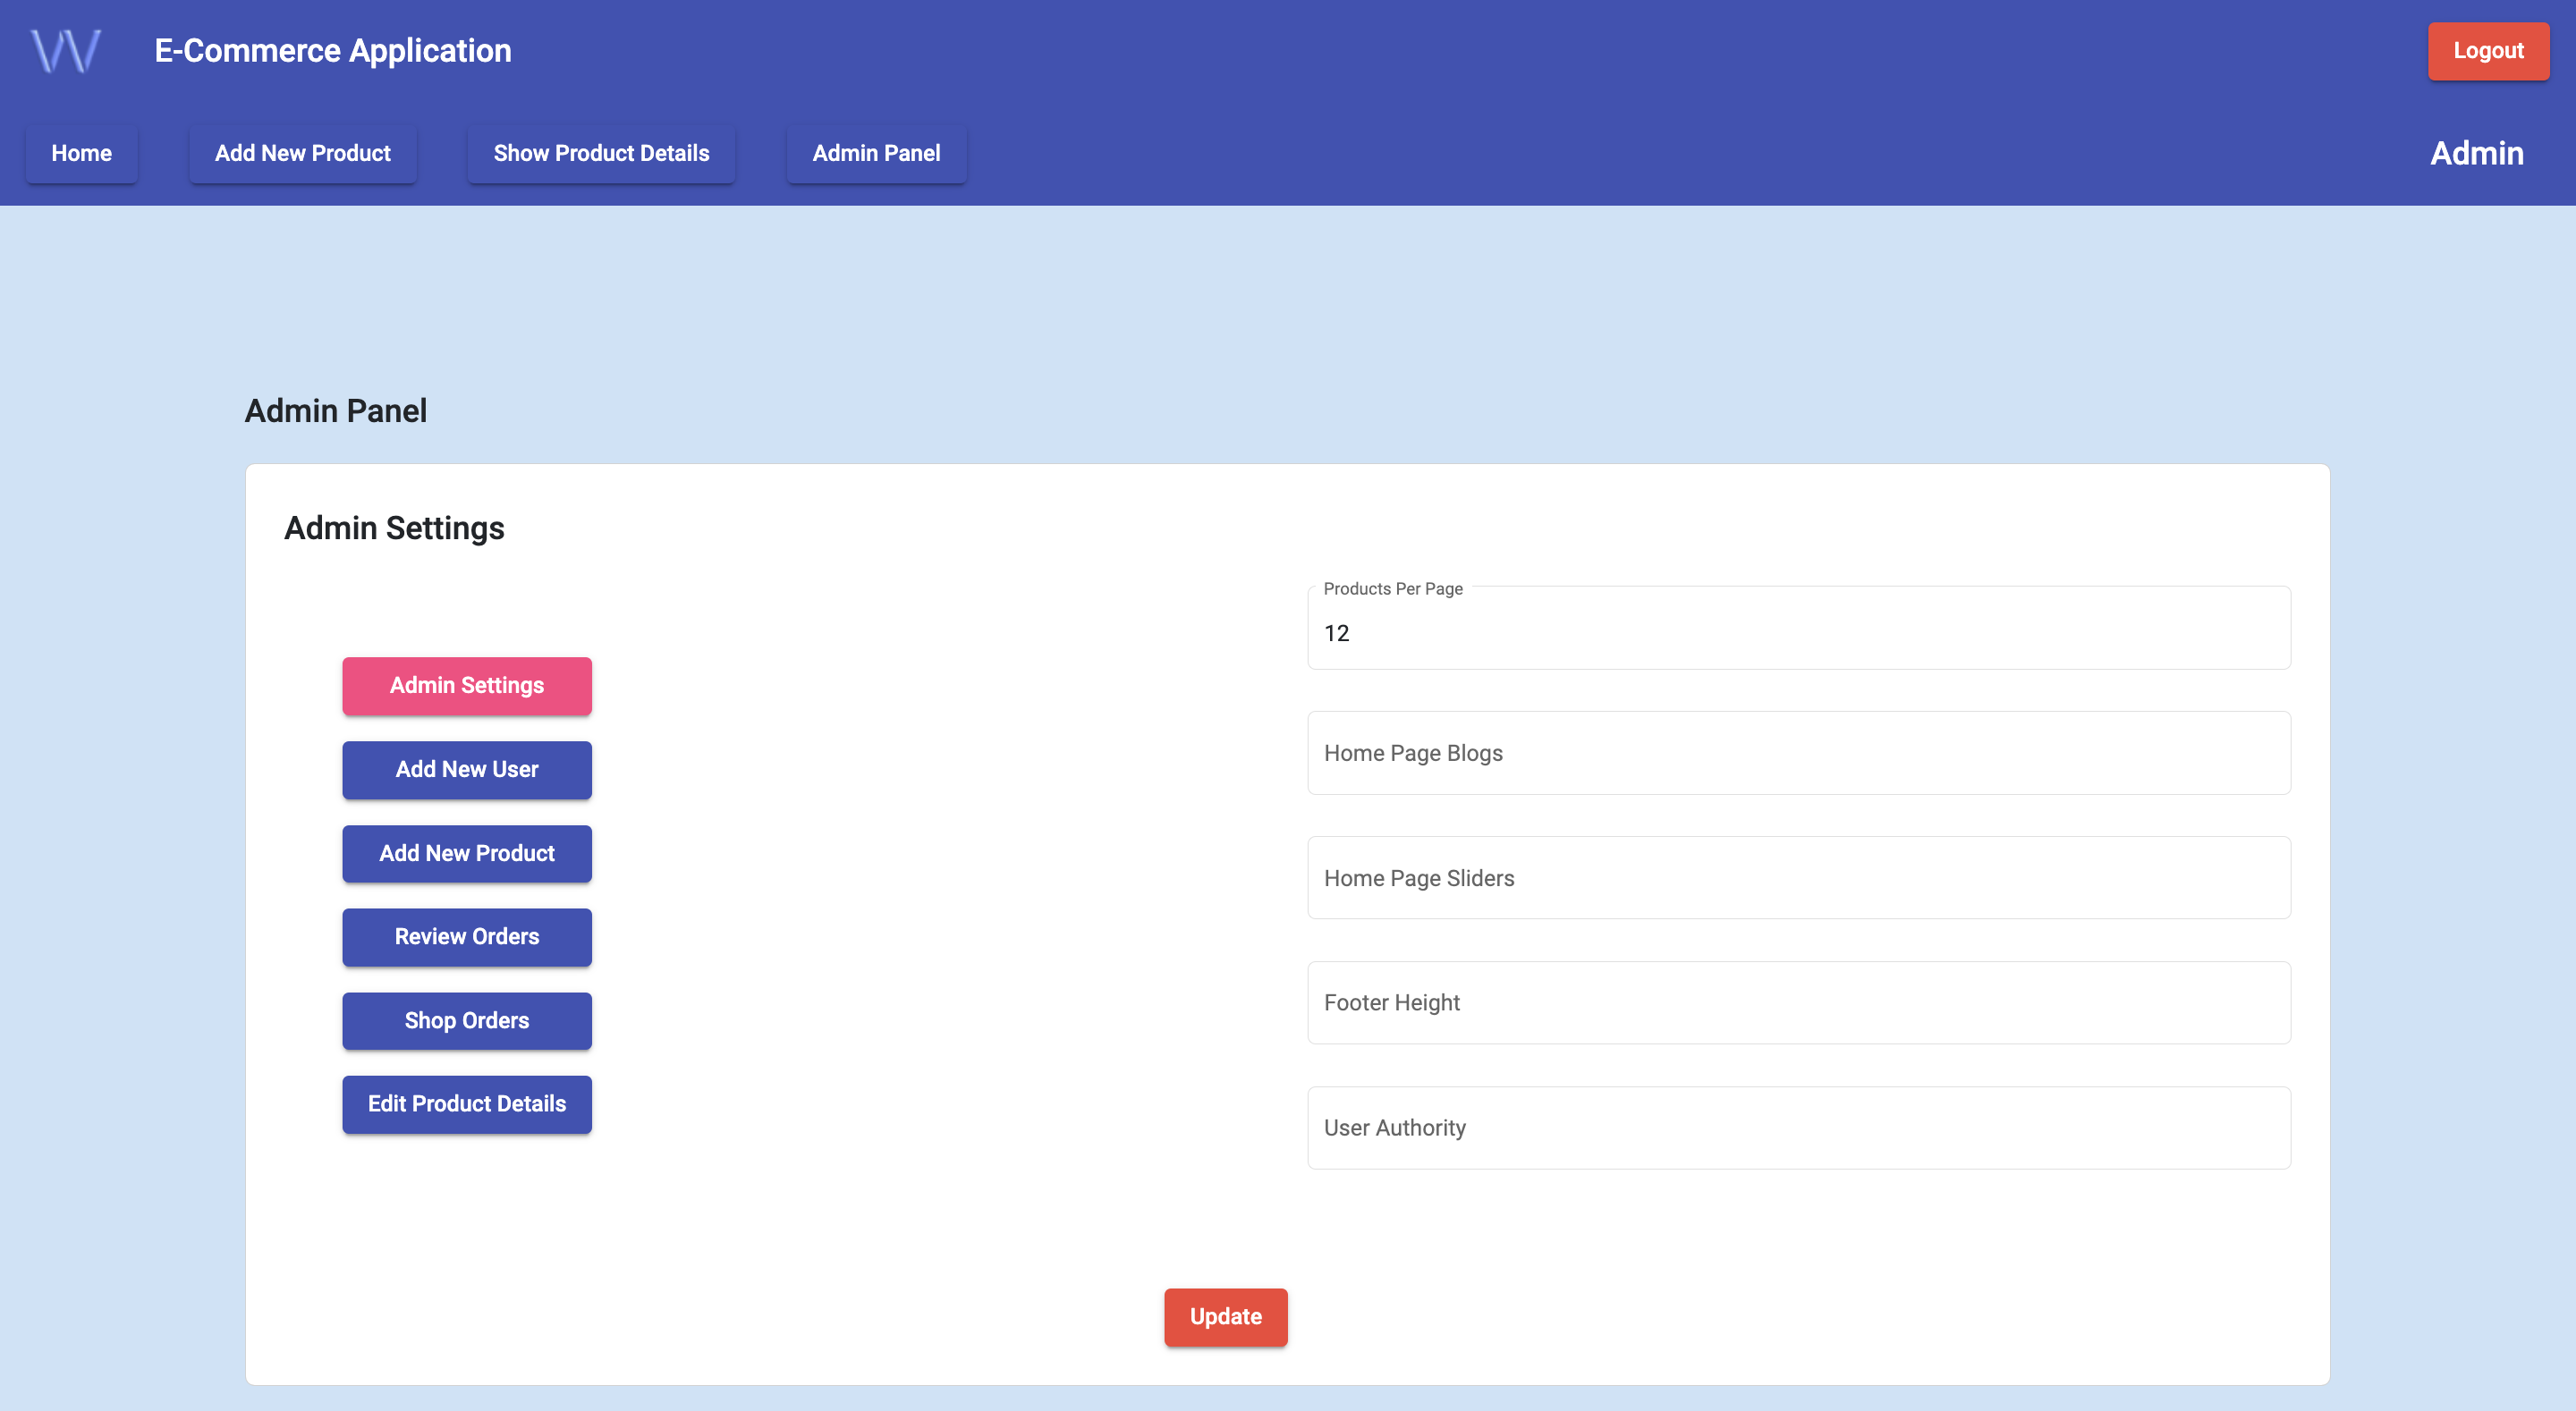 W
E-Commerce Application
Logout
Home
Add New Product
Show Product Details
Admin Panel
Admin
Admin Panel
Admin Settings
Admin Settings
Add New User
Add New Product
Review Orders
Shop Orders
Edit Product Details
Products Per Page
12
Home Page Blogs
Home Page Sliders
Footer Height
User Authority
Update